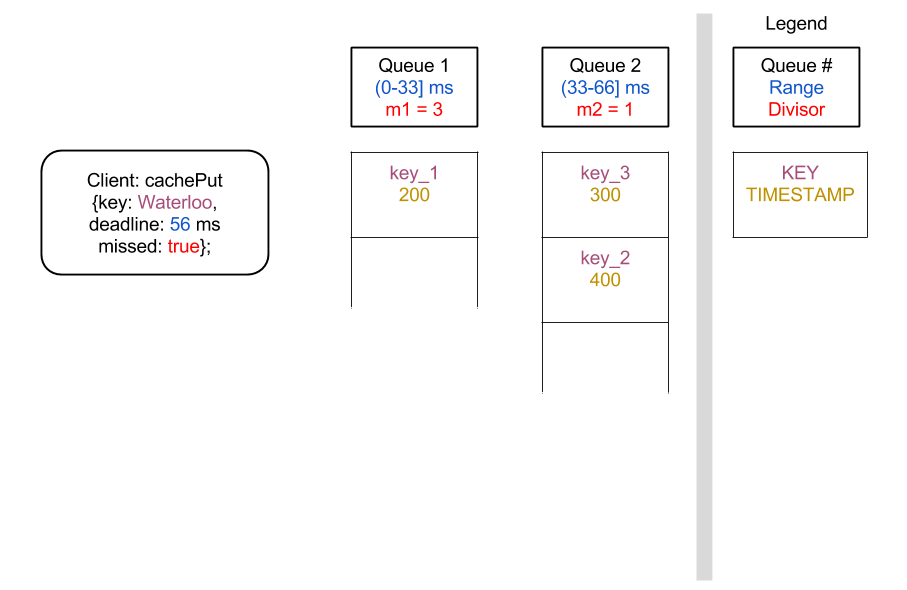 Legend
Queue 1
(0-33] ms
m1 = 3
Queue 2
(33-66] ms
m2 = 1
Queue #
Range
Divisor
Client: cachePut
{key: Waterloo,
deadline: 56 ms
missed: true};
key_1
200
key_3
300
key_2
400
KEY
TIMESTAMP